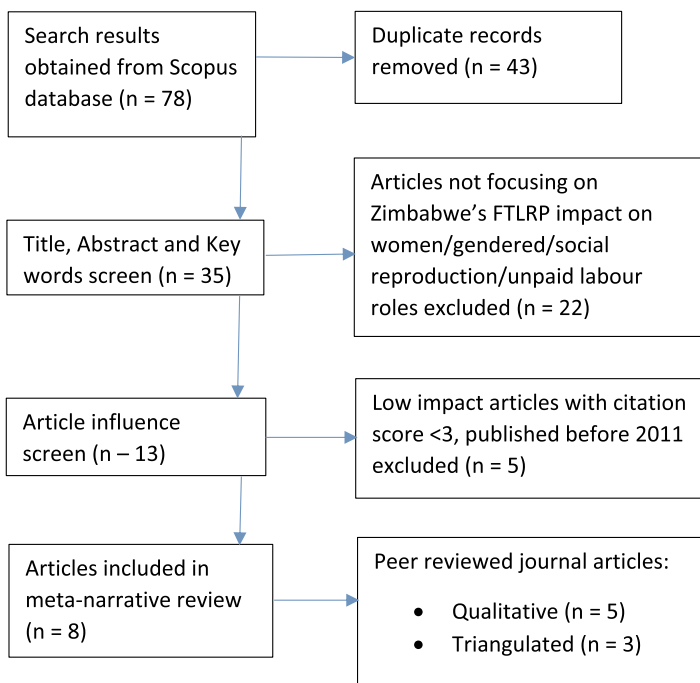 Search results
obtained from Scopus
database (n = 78)
Duplicate records
removed (n = 43)
Title, Abstract and Key
words screen (n = 35)
Articles not focusing on
Zimbabwe's FTLRP impact on
women/gendered/social
reproduction/unpaid labour
roles excluded (n = 22)
Article influence
screen (n – 13)
Low impact articles with citation
score <3, published before 2011
excluded (n = 5)
Articles included in
meta-narrative review
(n = 8)
Peer reviewed journal articles:
• Qualitative (n = 5)
• Triangulated (n = 3)